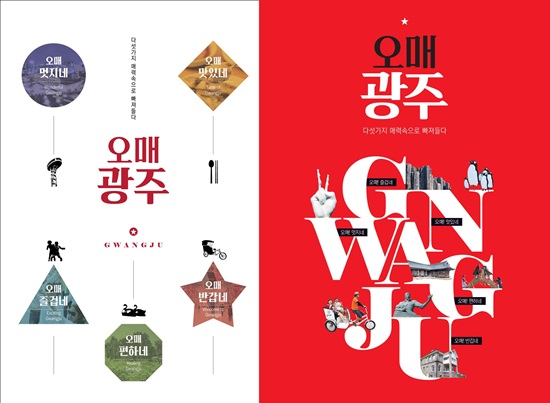 오매
멋지네
오매
맛있네
다섯가지 매력속으로 빠져들다
오매
광주
GWANGJU
오매
즐겁네
Exciting
Gwangju
오매
반갑네
오매
편하네
오매
광주
다섯가지 매력속으로 빠져들다
오매! 즐겁네
오매! 맛있네
오매! 멋지네
오매! 편하네
오매! 반갑네
GWANGJU